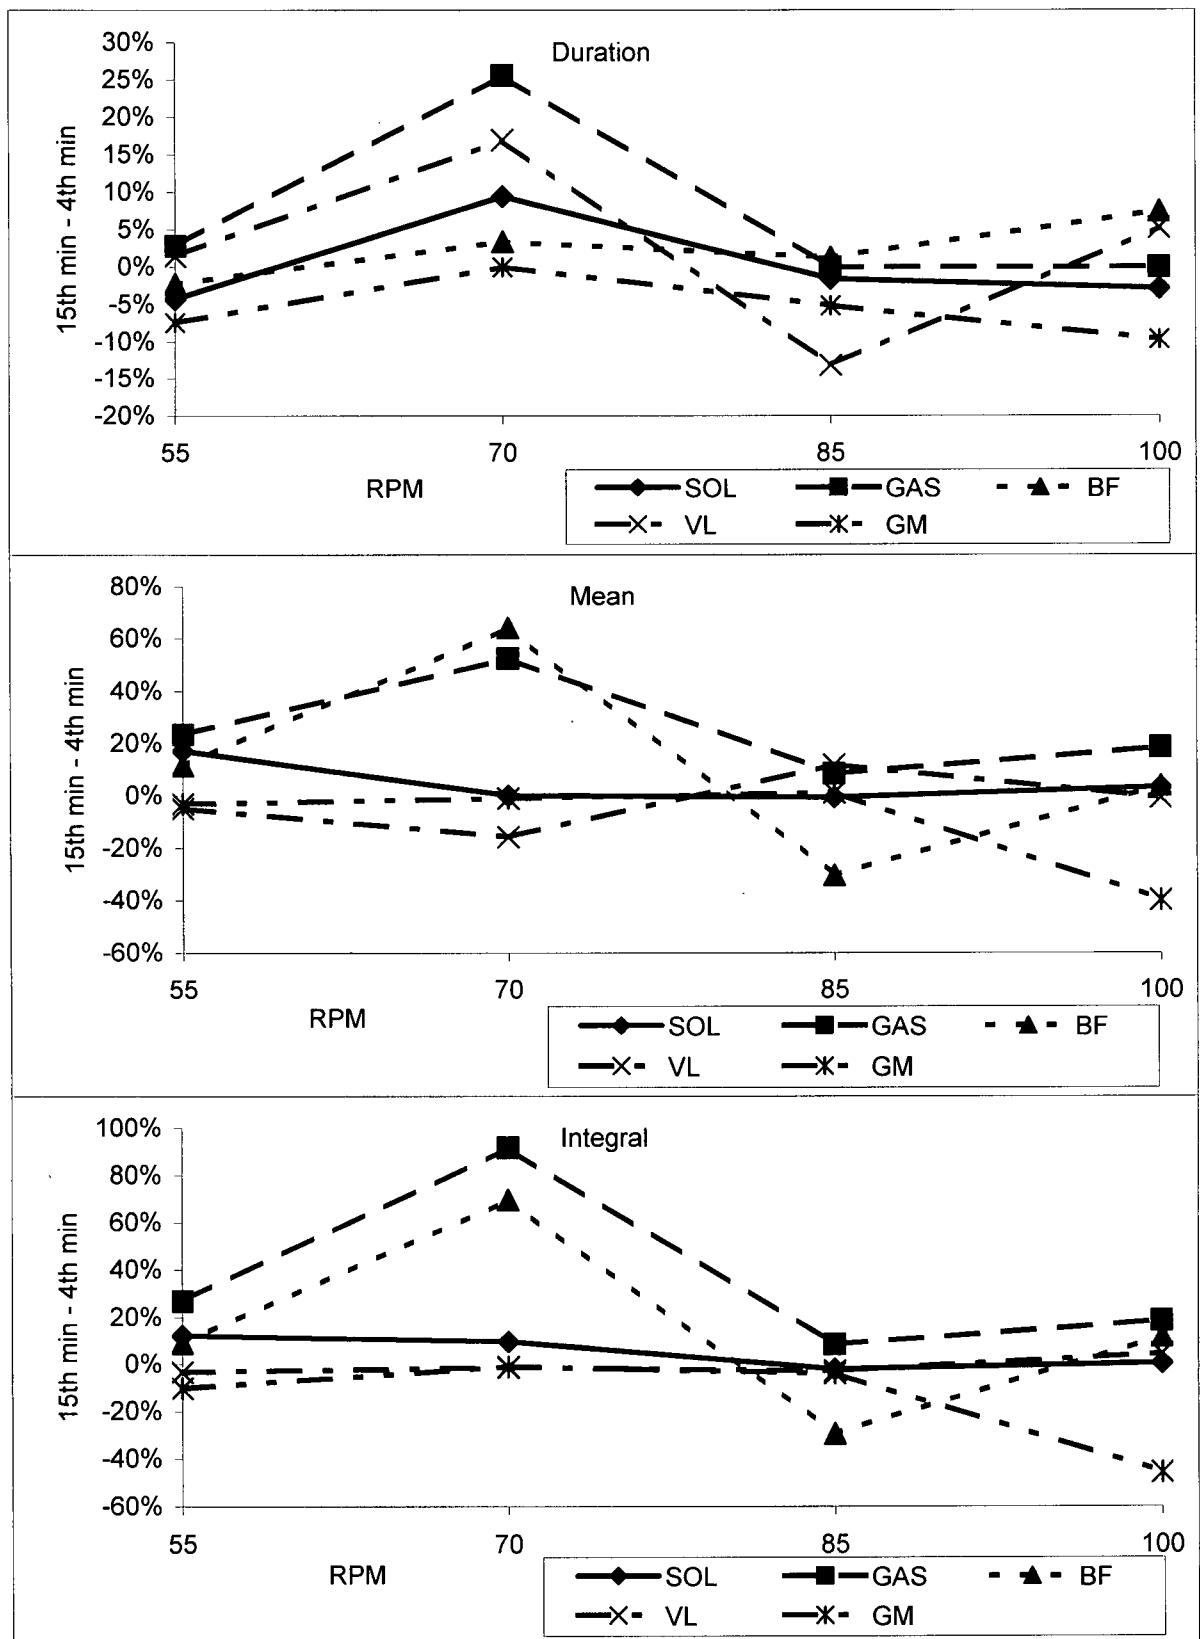 Duration
30%
25%
20%
15%
10%
5%
0%
-5%
-10%
-15%
-20%
15th min - 4th min
55 70 85 100
RPM
SOL GAS BF
VL GM
Mean
80%
60%
40%
20%
0%
-20%
-40%
-60%
15th min - 4th min
55 70 85 100
RPM
SOL GAS BF
VL GM
Integral
100%
80%
60%
40%
20%
0%
-20%
-40%
-60%
15th min - 4th min
55 70 85 100
RPM
SOL GAS BF
VL GM